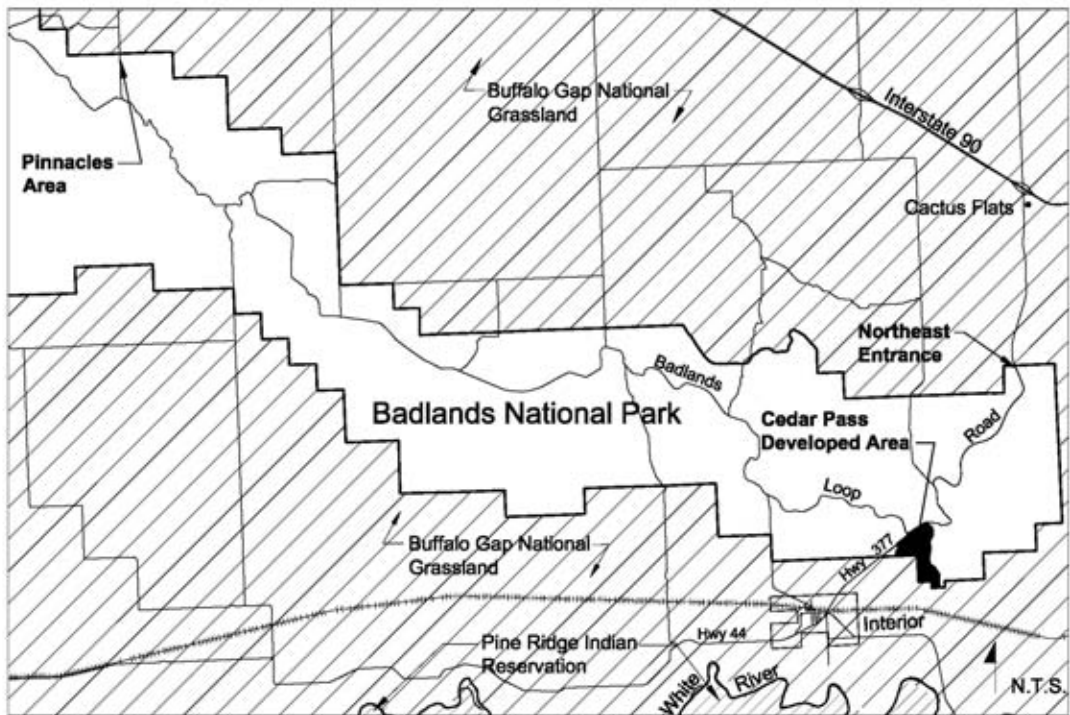 Buffalo Gap National
Grassland
Interstate 90
Pinnacles
Area
Cactus Flats
Northeast
Entrance
Badlands
Badlands National Park
Cedar Pass
Developed Area
Road
Loop
Buffalo Gap National
Grassland
Hwy 377
Interior
Hwy 44
Pine Ridge Indian
Reservation
White River
N.T.S.